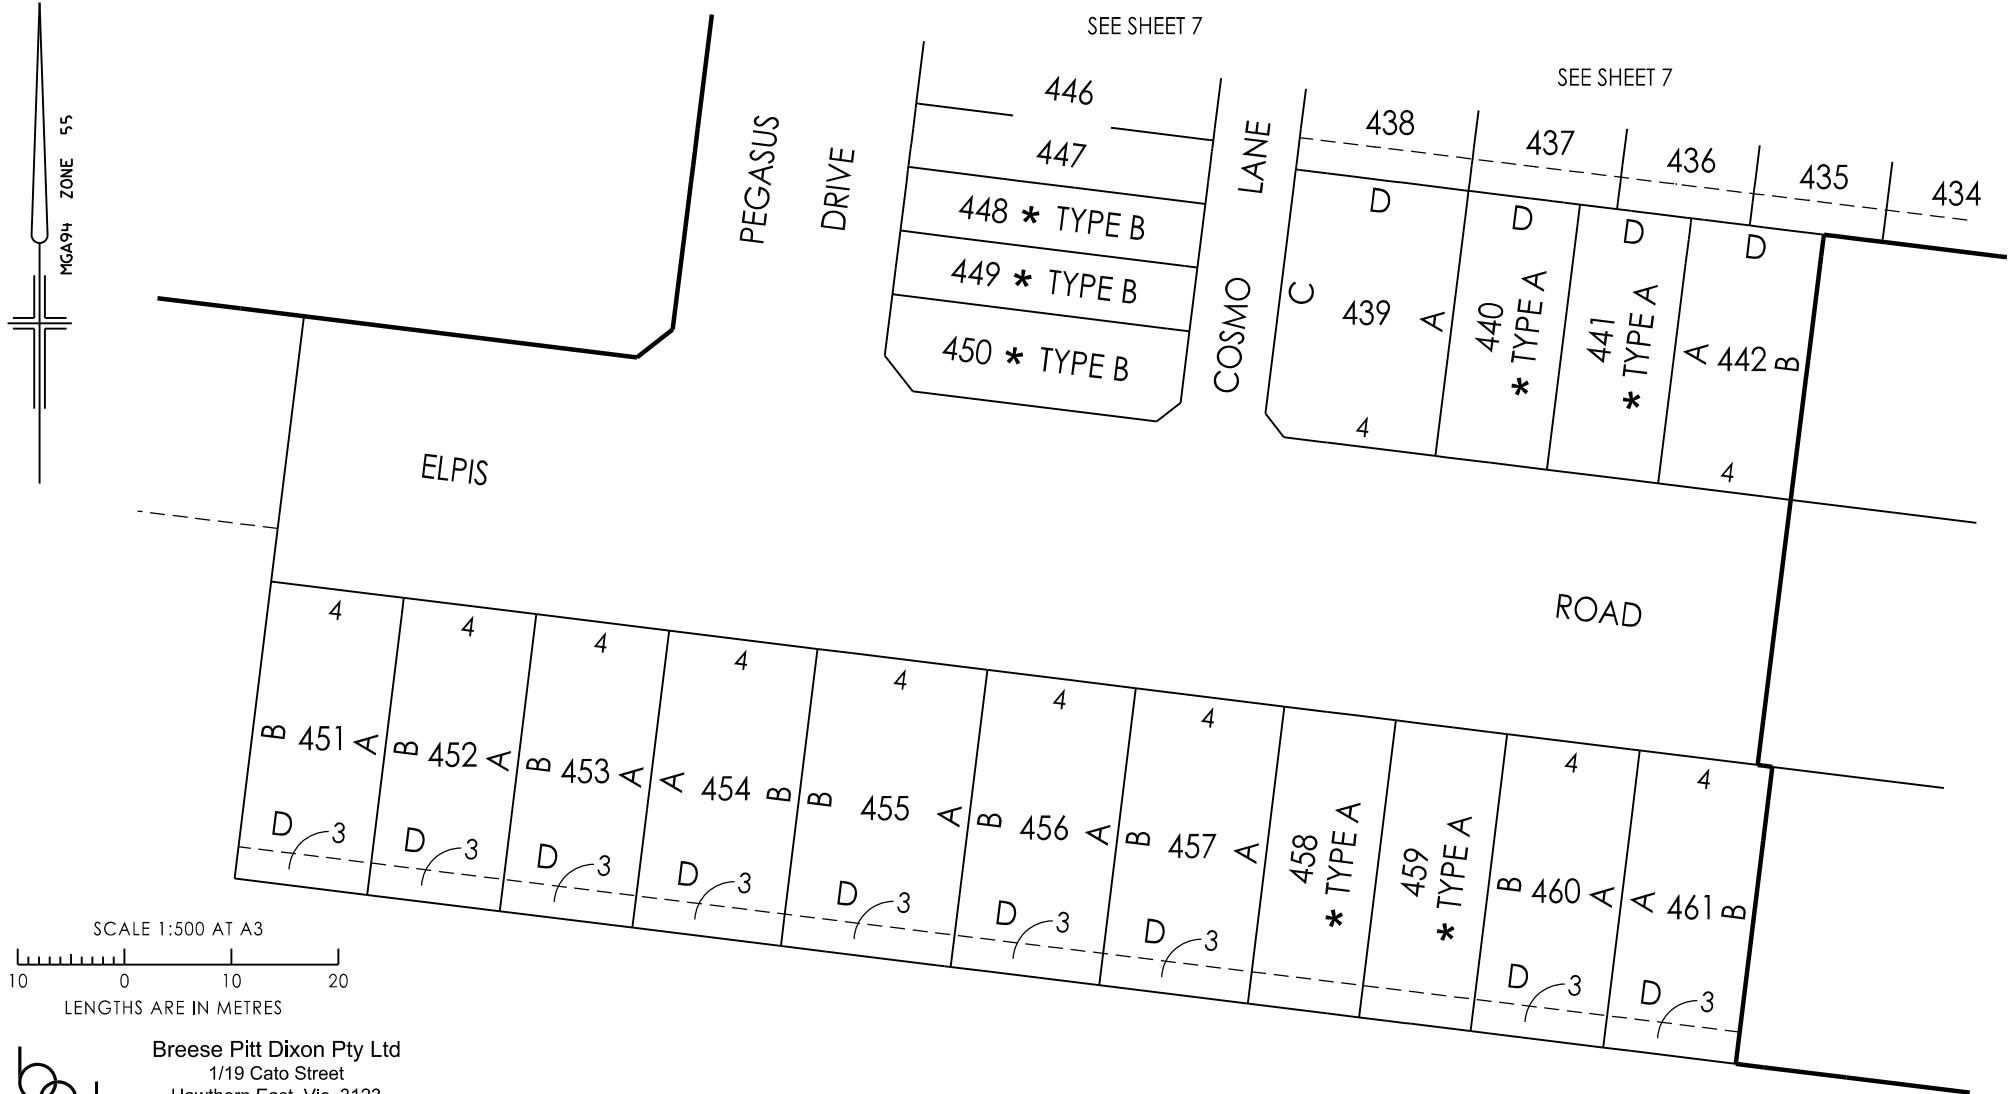 SEE SHEET 7
SEE SHEET 7
MGA94 ZONE 55
PEGASUS
DRIVE
446
447
448 * TYPE B
449 * TYPE B
450 * TYPE B
COSMO LANE
438
437
436
435
434
D
D
D
D
C 439 A
440
* TYPE A
441
* TYPE A
A 442 B
4
4
ELPIS
ROAD
4
4
4
4
4
4
4
4
4
B 451 A
B 452 A
B 453 A
A 454 B
B 455 A
B 456 A
B 457 A
458
* TYPE A
459
* TYPE A
B 460 A
A 461 B
D 3
D 3
D 3
D 3
D 3
D 3
D 3
D 3
D 3
SCALE 1:500 AT A3
10 0 10 20
LENGTHS ARE IN METRES
Breese Pitt Dixon Pty Ltd
1/19 Cato Street
Hawthorn East, Vic, 3123